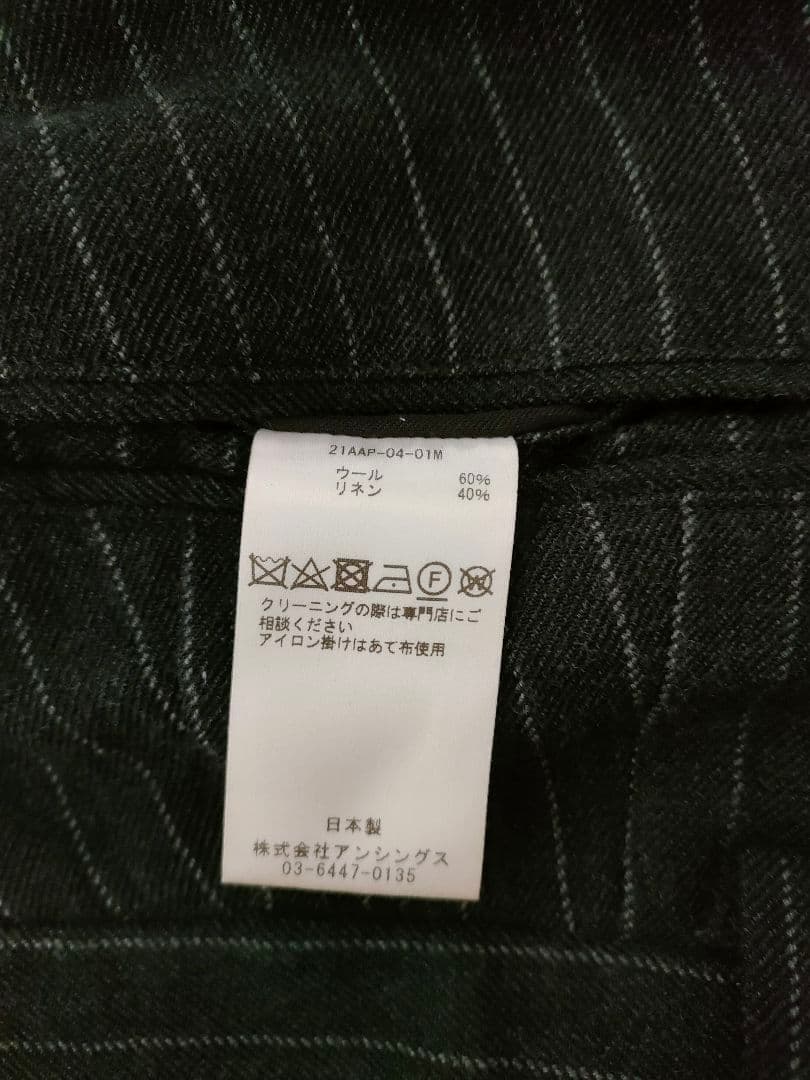 21AAP-04-01M
ウール 60%
リネン 40%
F W
クリーニングの際は専門店にご
相談ください
アイロン掛けはあて布使用
日本製
株式会社アンシングス
03-6447-0135